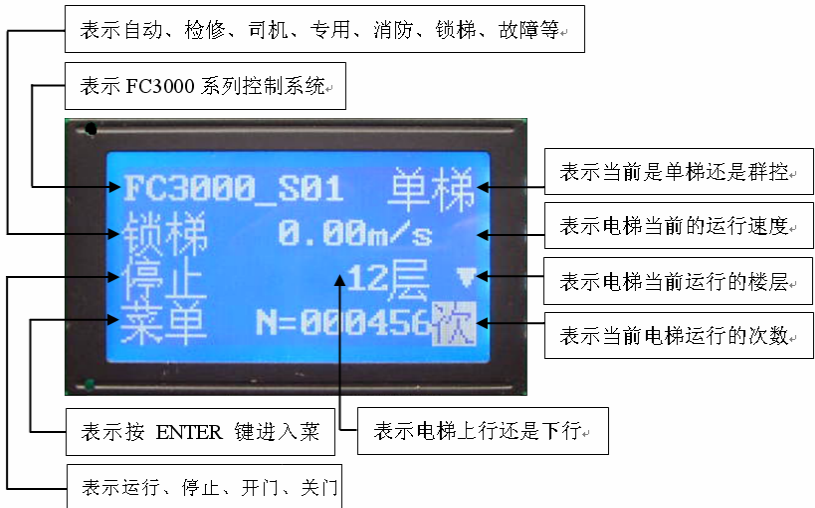 表示自动、检修、司机、专用、消防、锁梯、故障等
表示FC3000系列控制系统
FC3000_S01 单梯
锁梯 0.00m/s
停止 12层 ▼
菜单 N=000456次
表示当前是单梯还是群控
表示电梯当前的运行速度
表示电梯当前运行的楼层
表示当前电梯运行的次数
表示按 ENTER 键进入菜
表示电梯上行还是下行
表示运行、停止、开门、关门